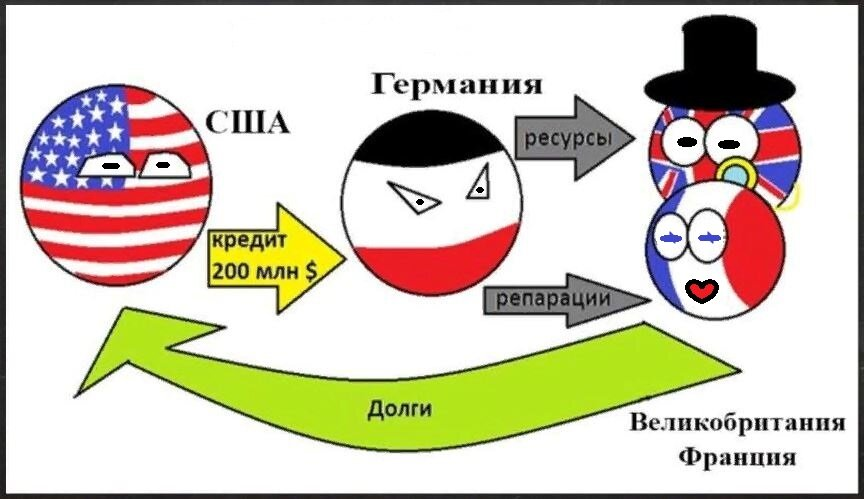 США
Германия
ресурсы
кредит
200 млн $
репарации
Долги
Великобритания
Франция